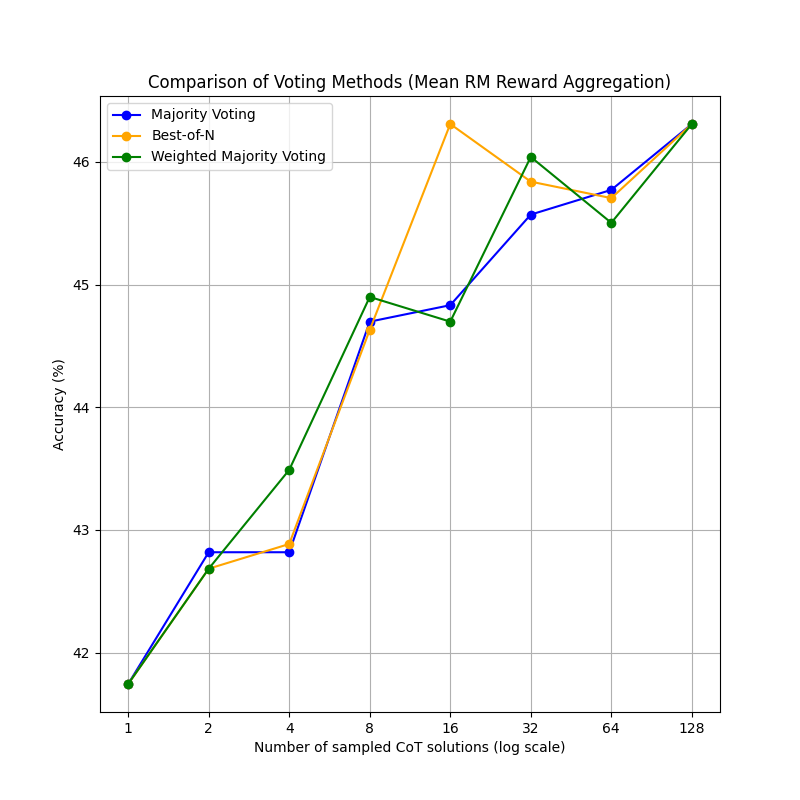 Comparison of Voting Methods (Mean RM Reward Aggregation)
Majority Voting
Best-of-N
Weighted Majority Voting
46
45
44
43
42
Accuracy (%)
1 2 4 8 16 32 64 128
Number of sampled CoT solutions (log scale)